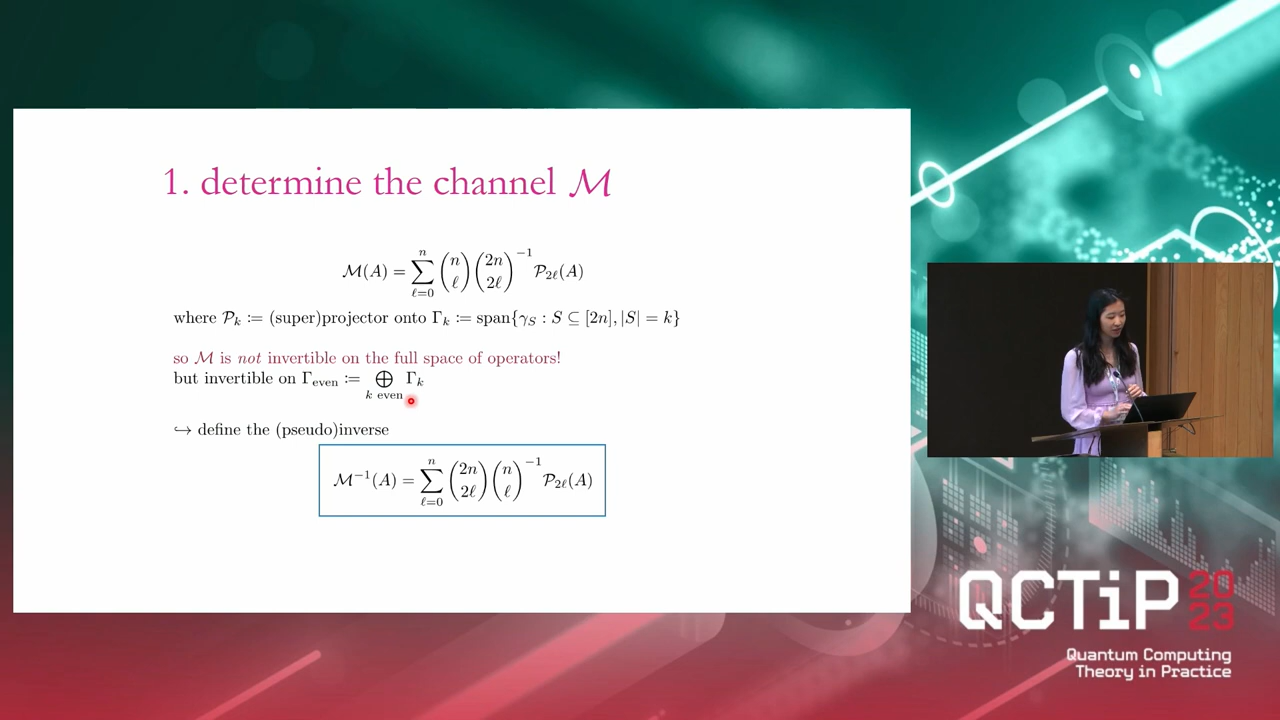 1. determine the channel ℳ
ℳ(A) = ∑_{ℓ=0}^{n} \binom{n}{ℓ} \binom{2n}{2ℓ}^{-1} 𝒫_{2ℓ}(A)
where 𝒫_k := (super)projector onto Γ_k := span{γ_S : S ⊆ [2n], |S| = k}
so ℳ is not invertible on the full space of operators!
but invertible on Γ_even := ⊕_{k even} Γ_k
↪ define the (pseudo)inverse
ℳ^{-1}(A) = ∑_{ℓ=0}^{n} \binom{2n}{2ℓ} \binom{n}{ℓ}^{-1} 𝒫_{2ℓ}(A)
QCTiP 20
23
Quantum Computing
Theory in Practice